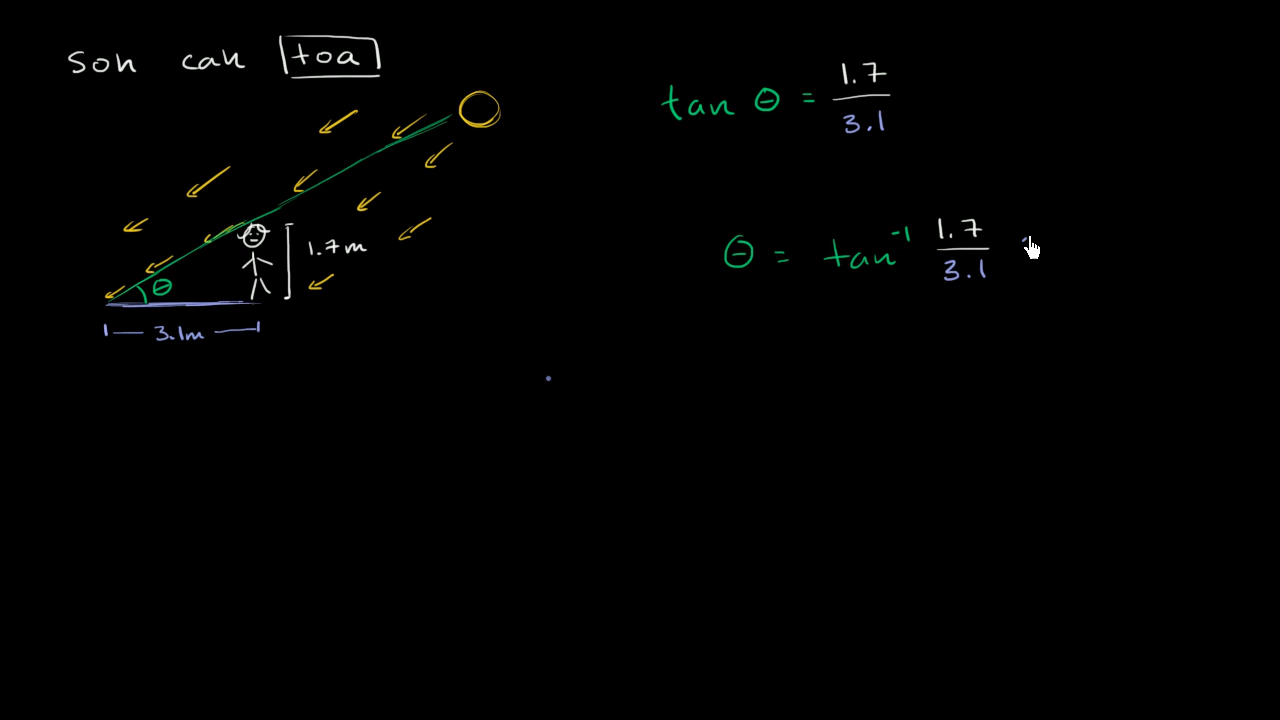 soh cah toa
tan Θ = 1.7/3.1
Θ = tan⁻¹ 1.7/3.1
1.7m
Θ
3.1m